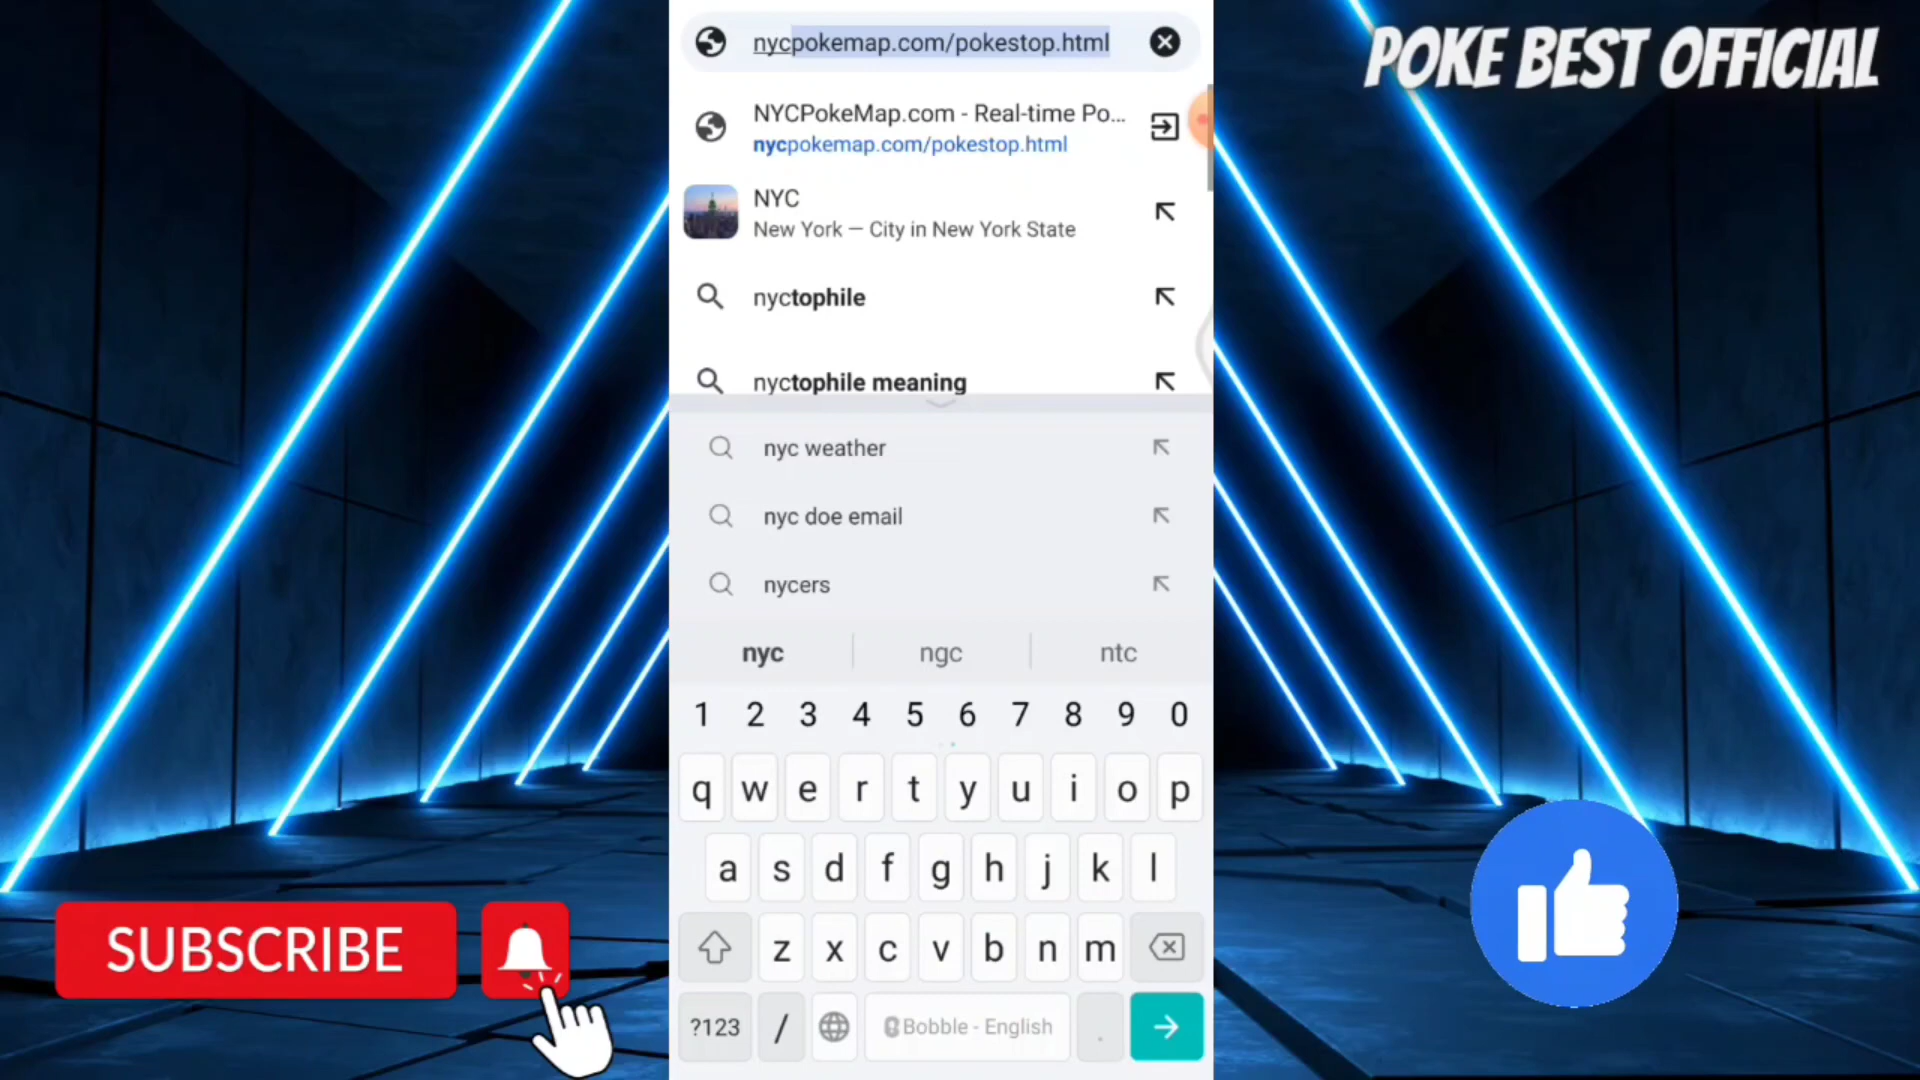 nycpokemap.com/pokestop.html
POKE BEST OFFICIAL
NYCPokeMap.com - Real-time Po...
nycpokemap.com/pokestop.html
NYC
New York — City in New York State
nyctophile
nyctophile meaning
nyc weather
nyc doe email
nycers
nyc ngc ntc
1 2 3 4 5 6 7 8 9 0
q w e r t y u i o p
a s d f g h j k l
z x c v b n m
?123 / Bobble - English .
SUBSCRIBE